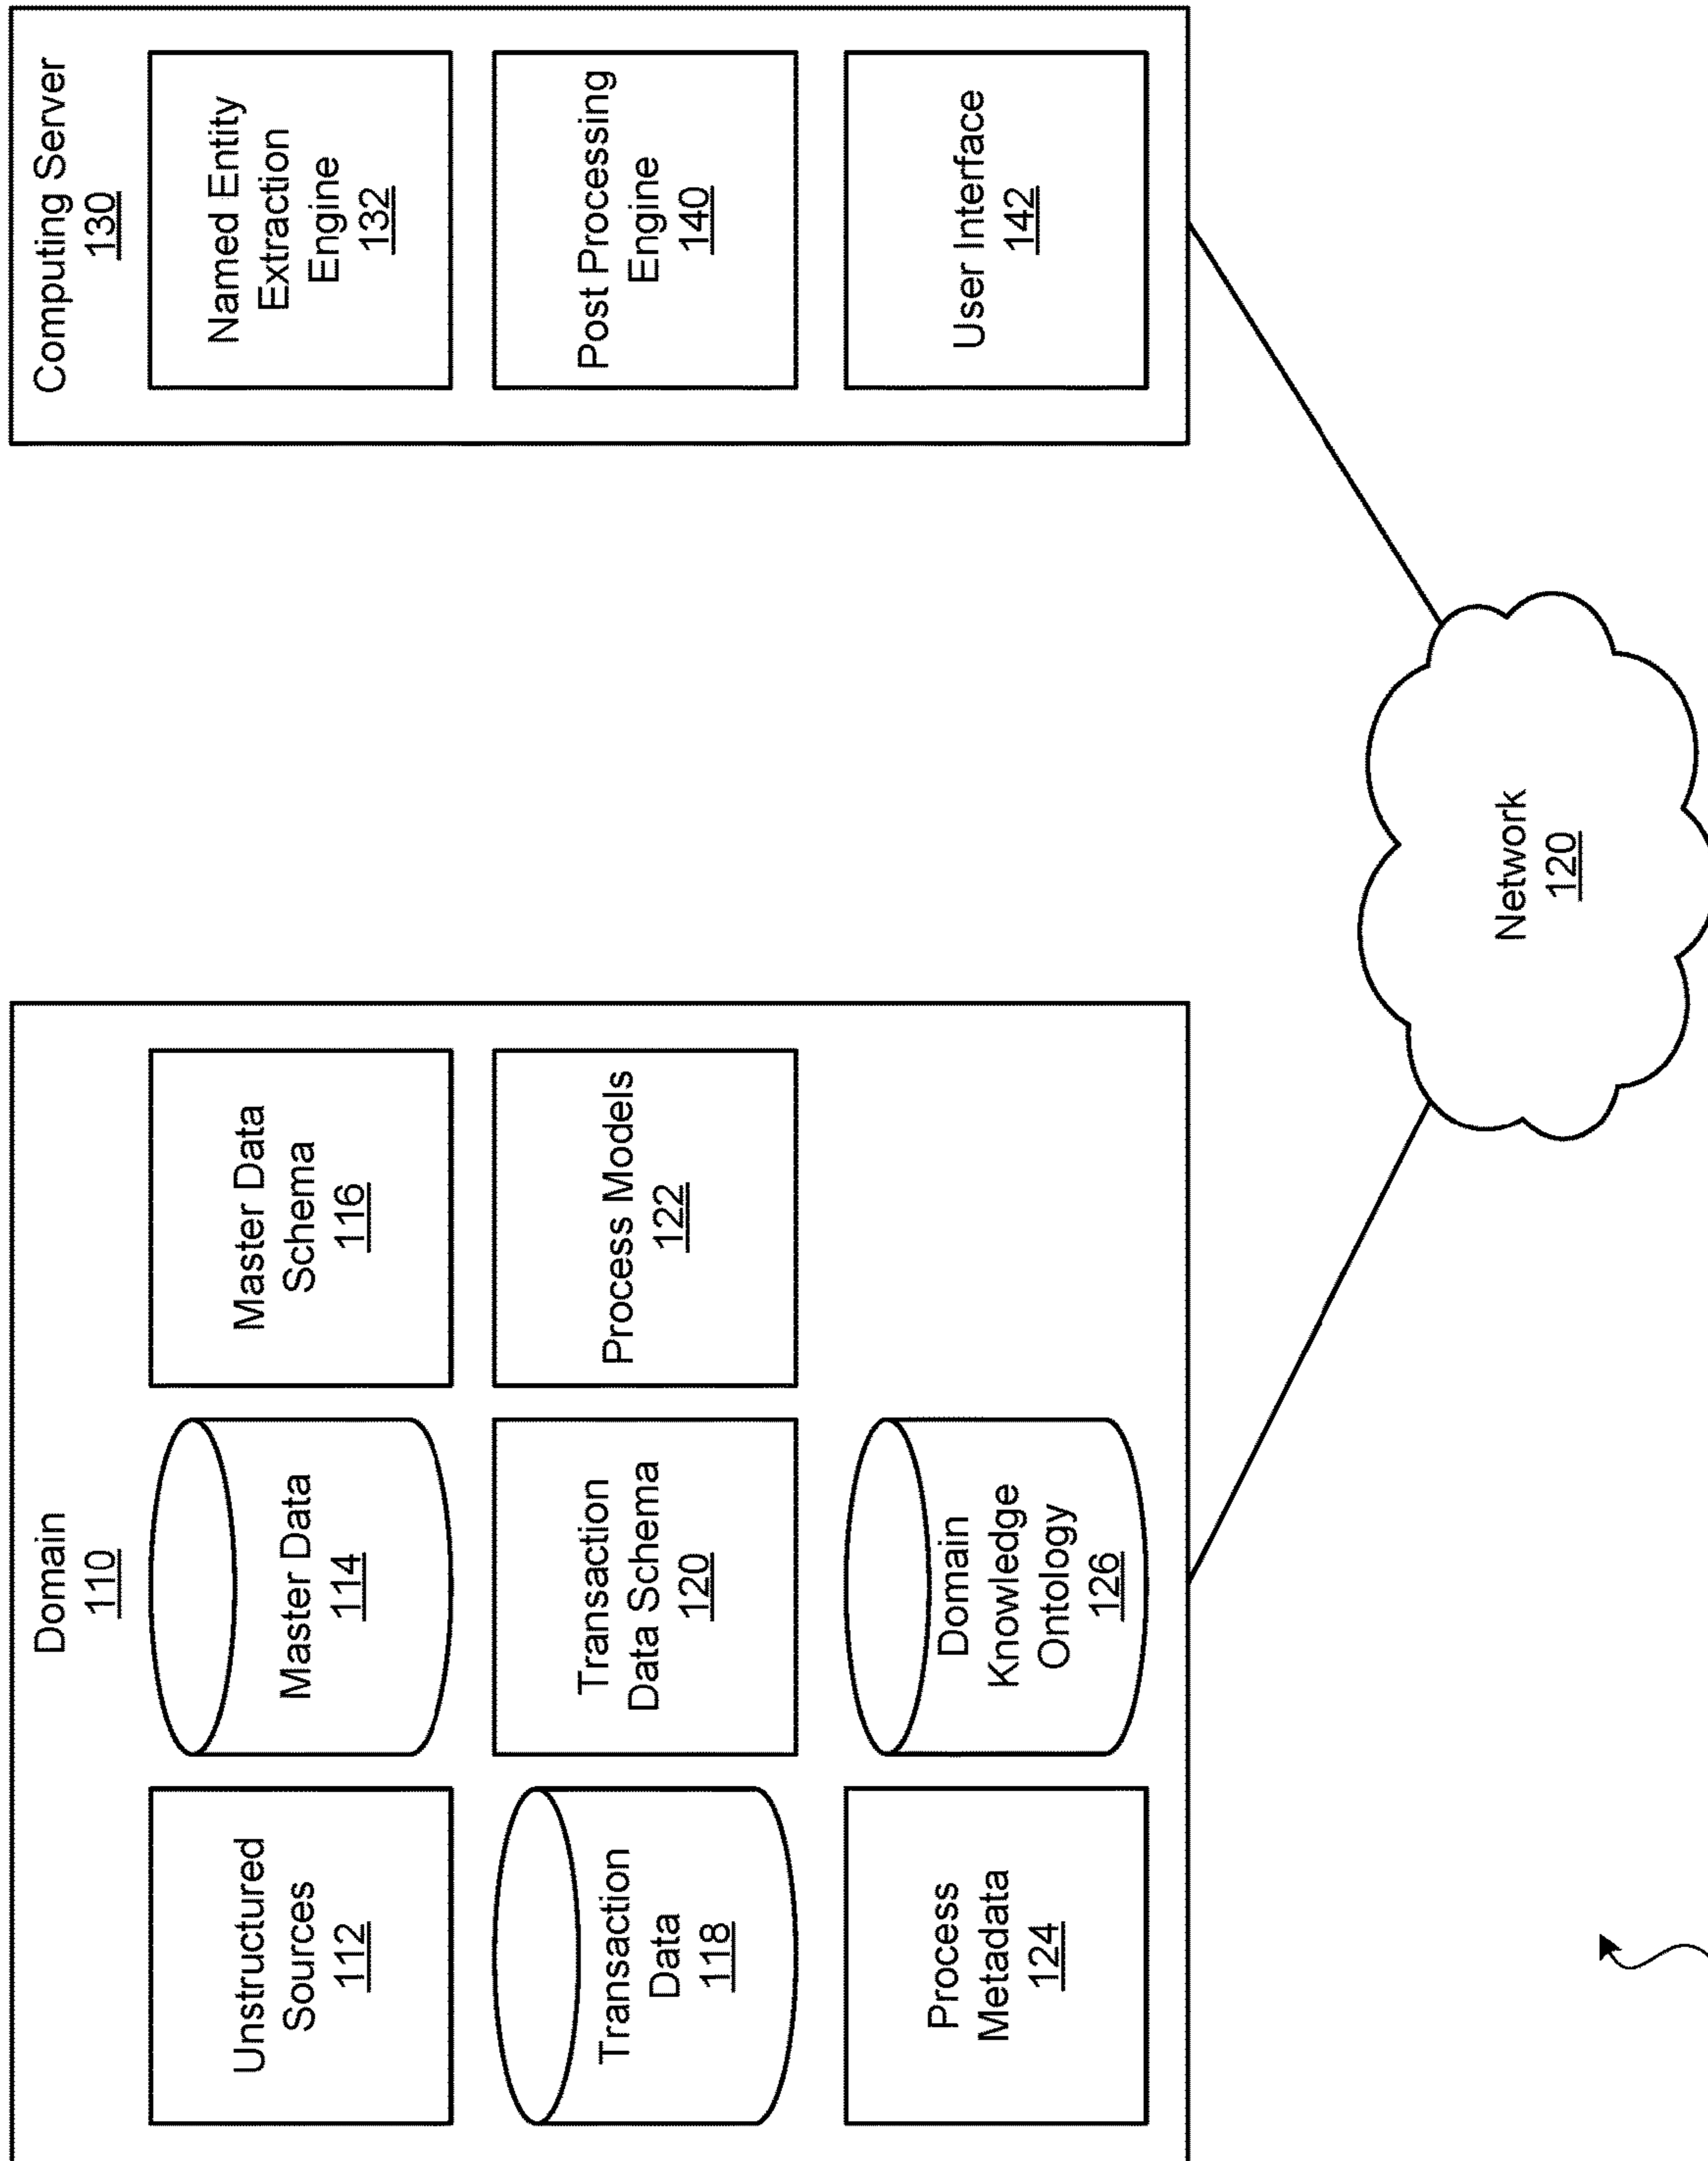 Domain
110
Unstructured
Sources
112
Master Data
114
Master Data
Schema
116
Transaction
Data
118
Transaction
Data Schema
120
Process Models
122
Process
Metadata
124
Domain
Knowledge
Ontology
126
Computing Server
130
Named Entity
Extraction
Engine
132
Post Processing
Engine
140
User Interface
142
Network
120